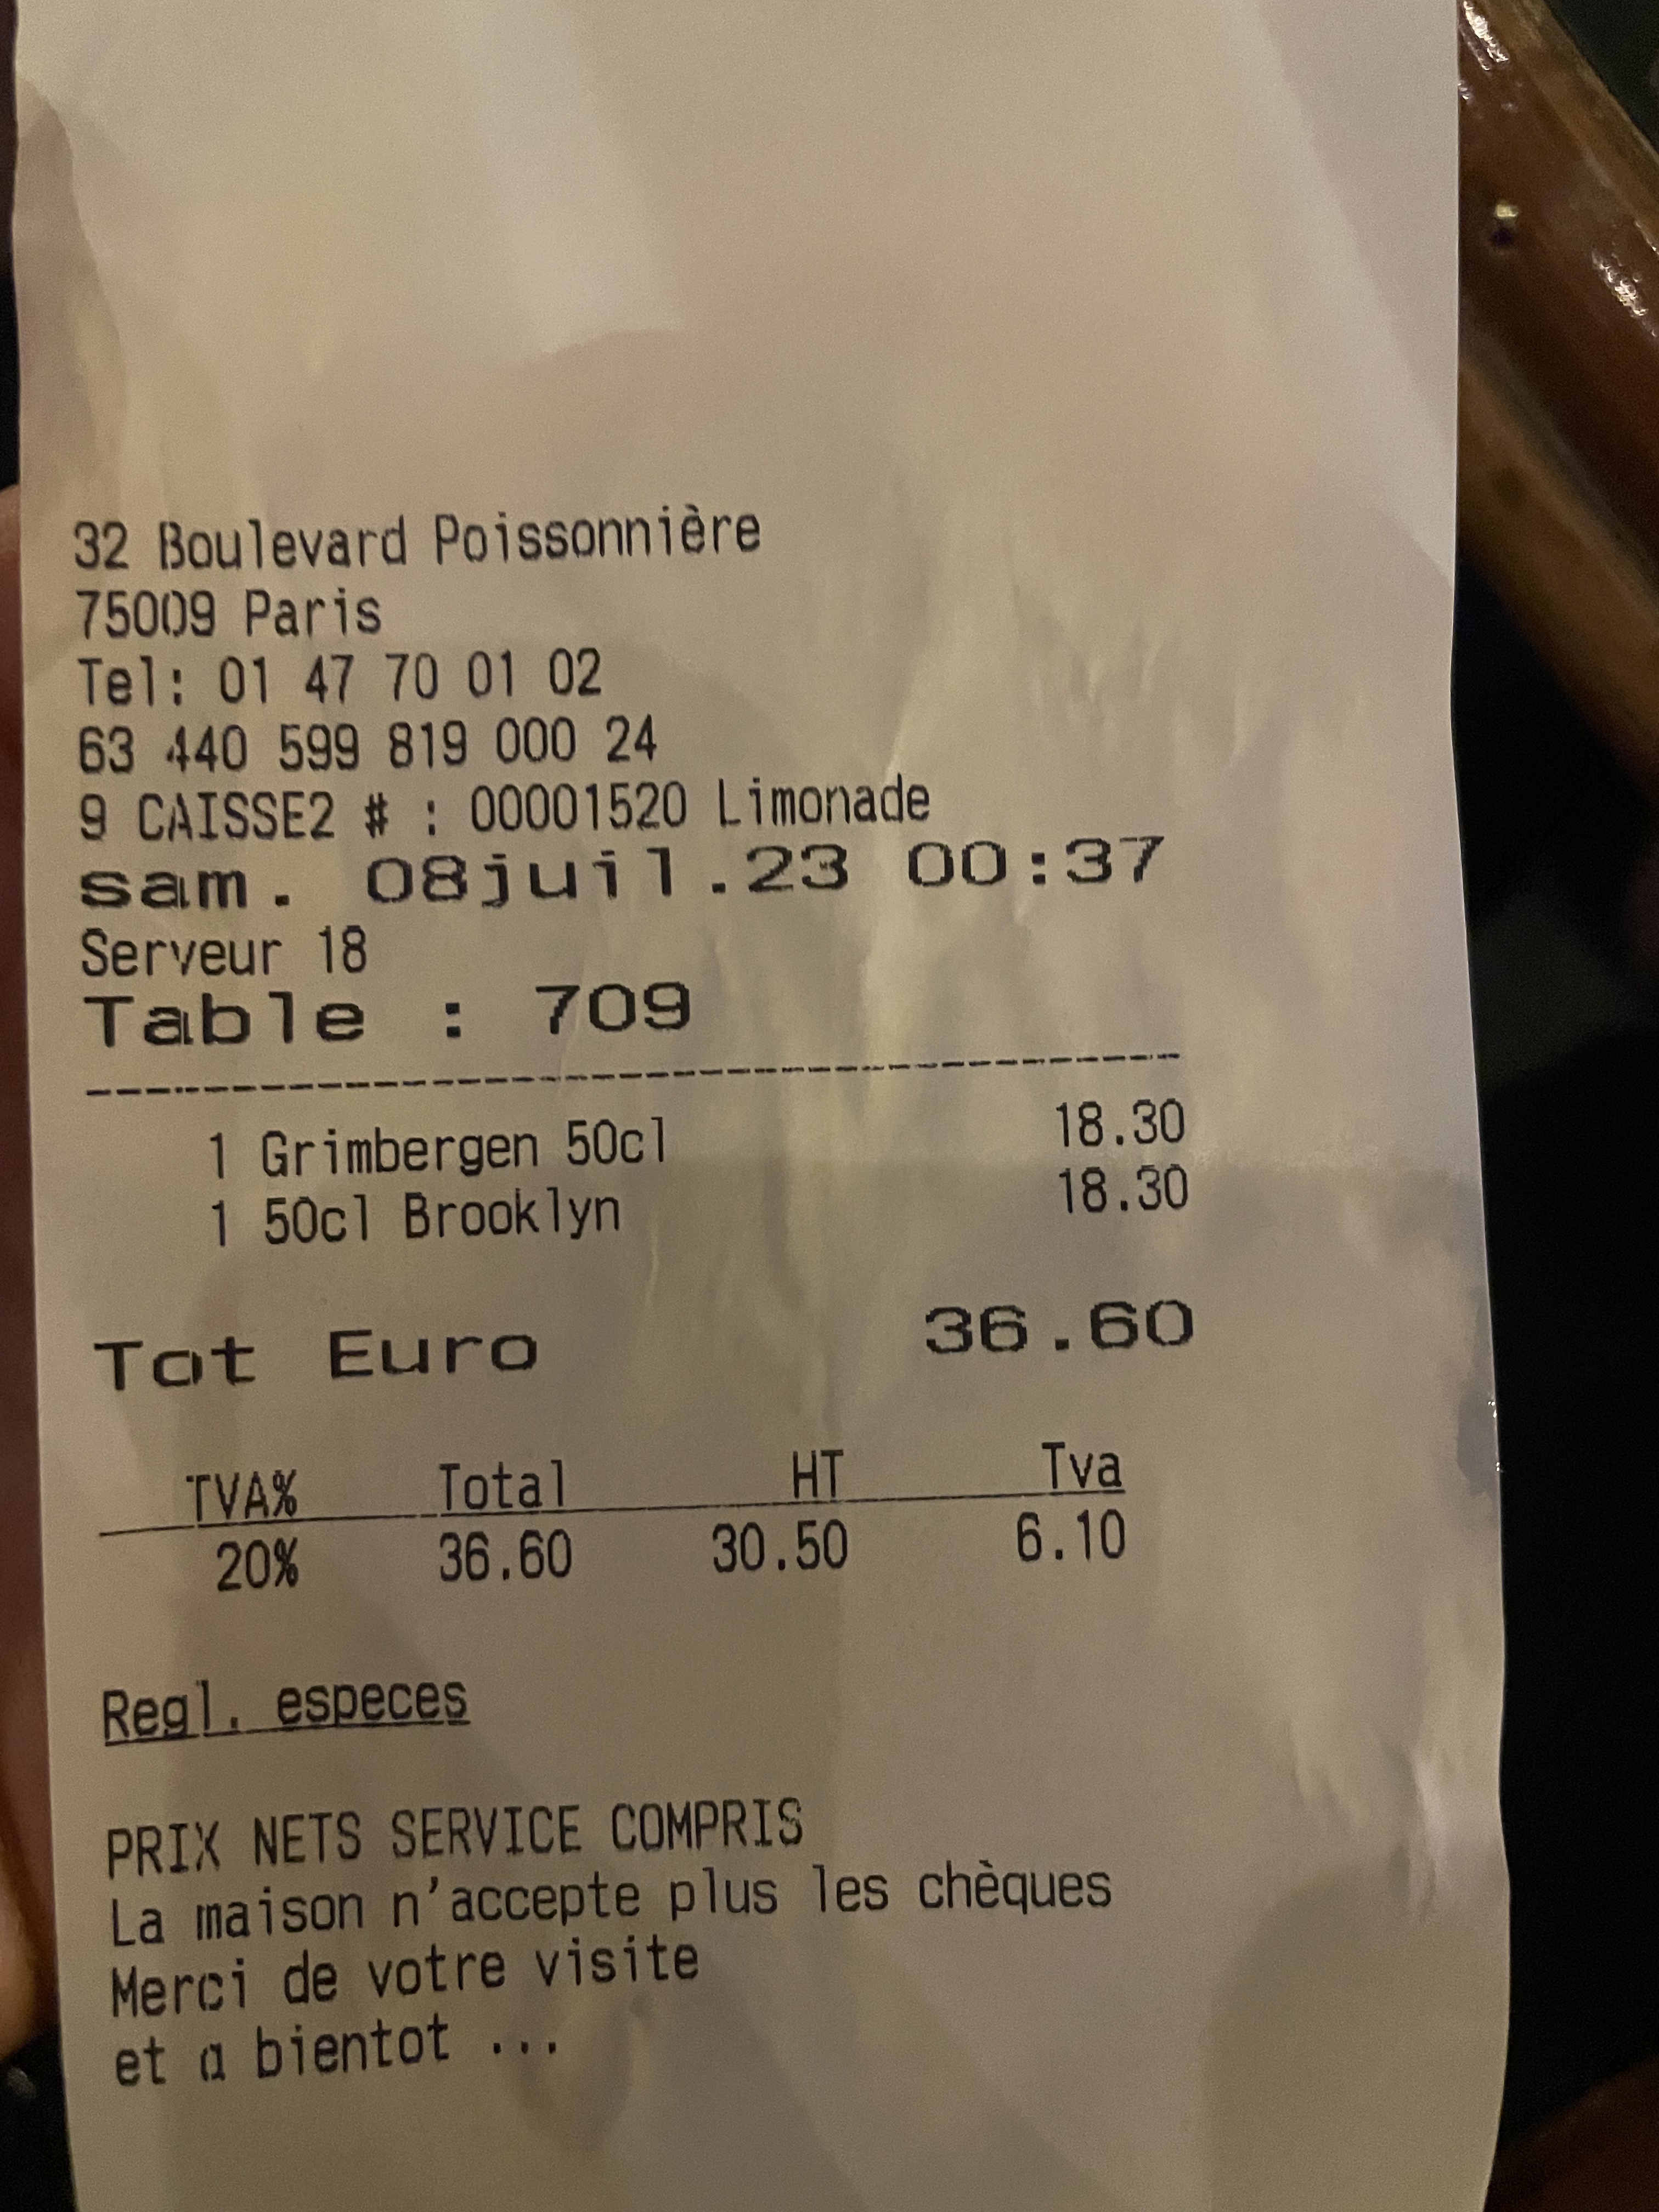 32 Boulevard Poissonnière
75009 Paris
Tel: 01 47 70 01 02
63 440 599 819 000 24
9 CAISSE2 # : 00001520 Limonade
sam. 08juil.23 00:37
Serveur 18
Table : 709
1 Grimbergen 50cl 18.30
1 50cl Brooklyn 18.30
Tot Euro 36.60
TVA% Total HT Tva
20% 36.60 30.50 6.10
Regl. especes
PRIX NETS SERVICE COMPRIS
La maison n'accepte plus les chèques
Merci de votre visite
et a bientot ...